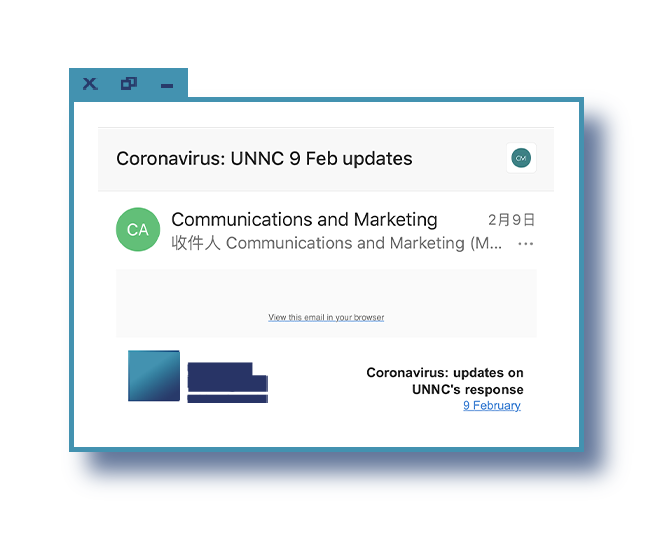 Coronavirus: UNNC 9 Feb updates
CM
CA
Communications and Marketing 2月9日
收件人 Communications and Marketing (M... ...
View this email in your browser
Coronavirus: updates on
UNNC's response
9 February